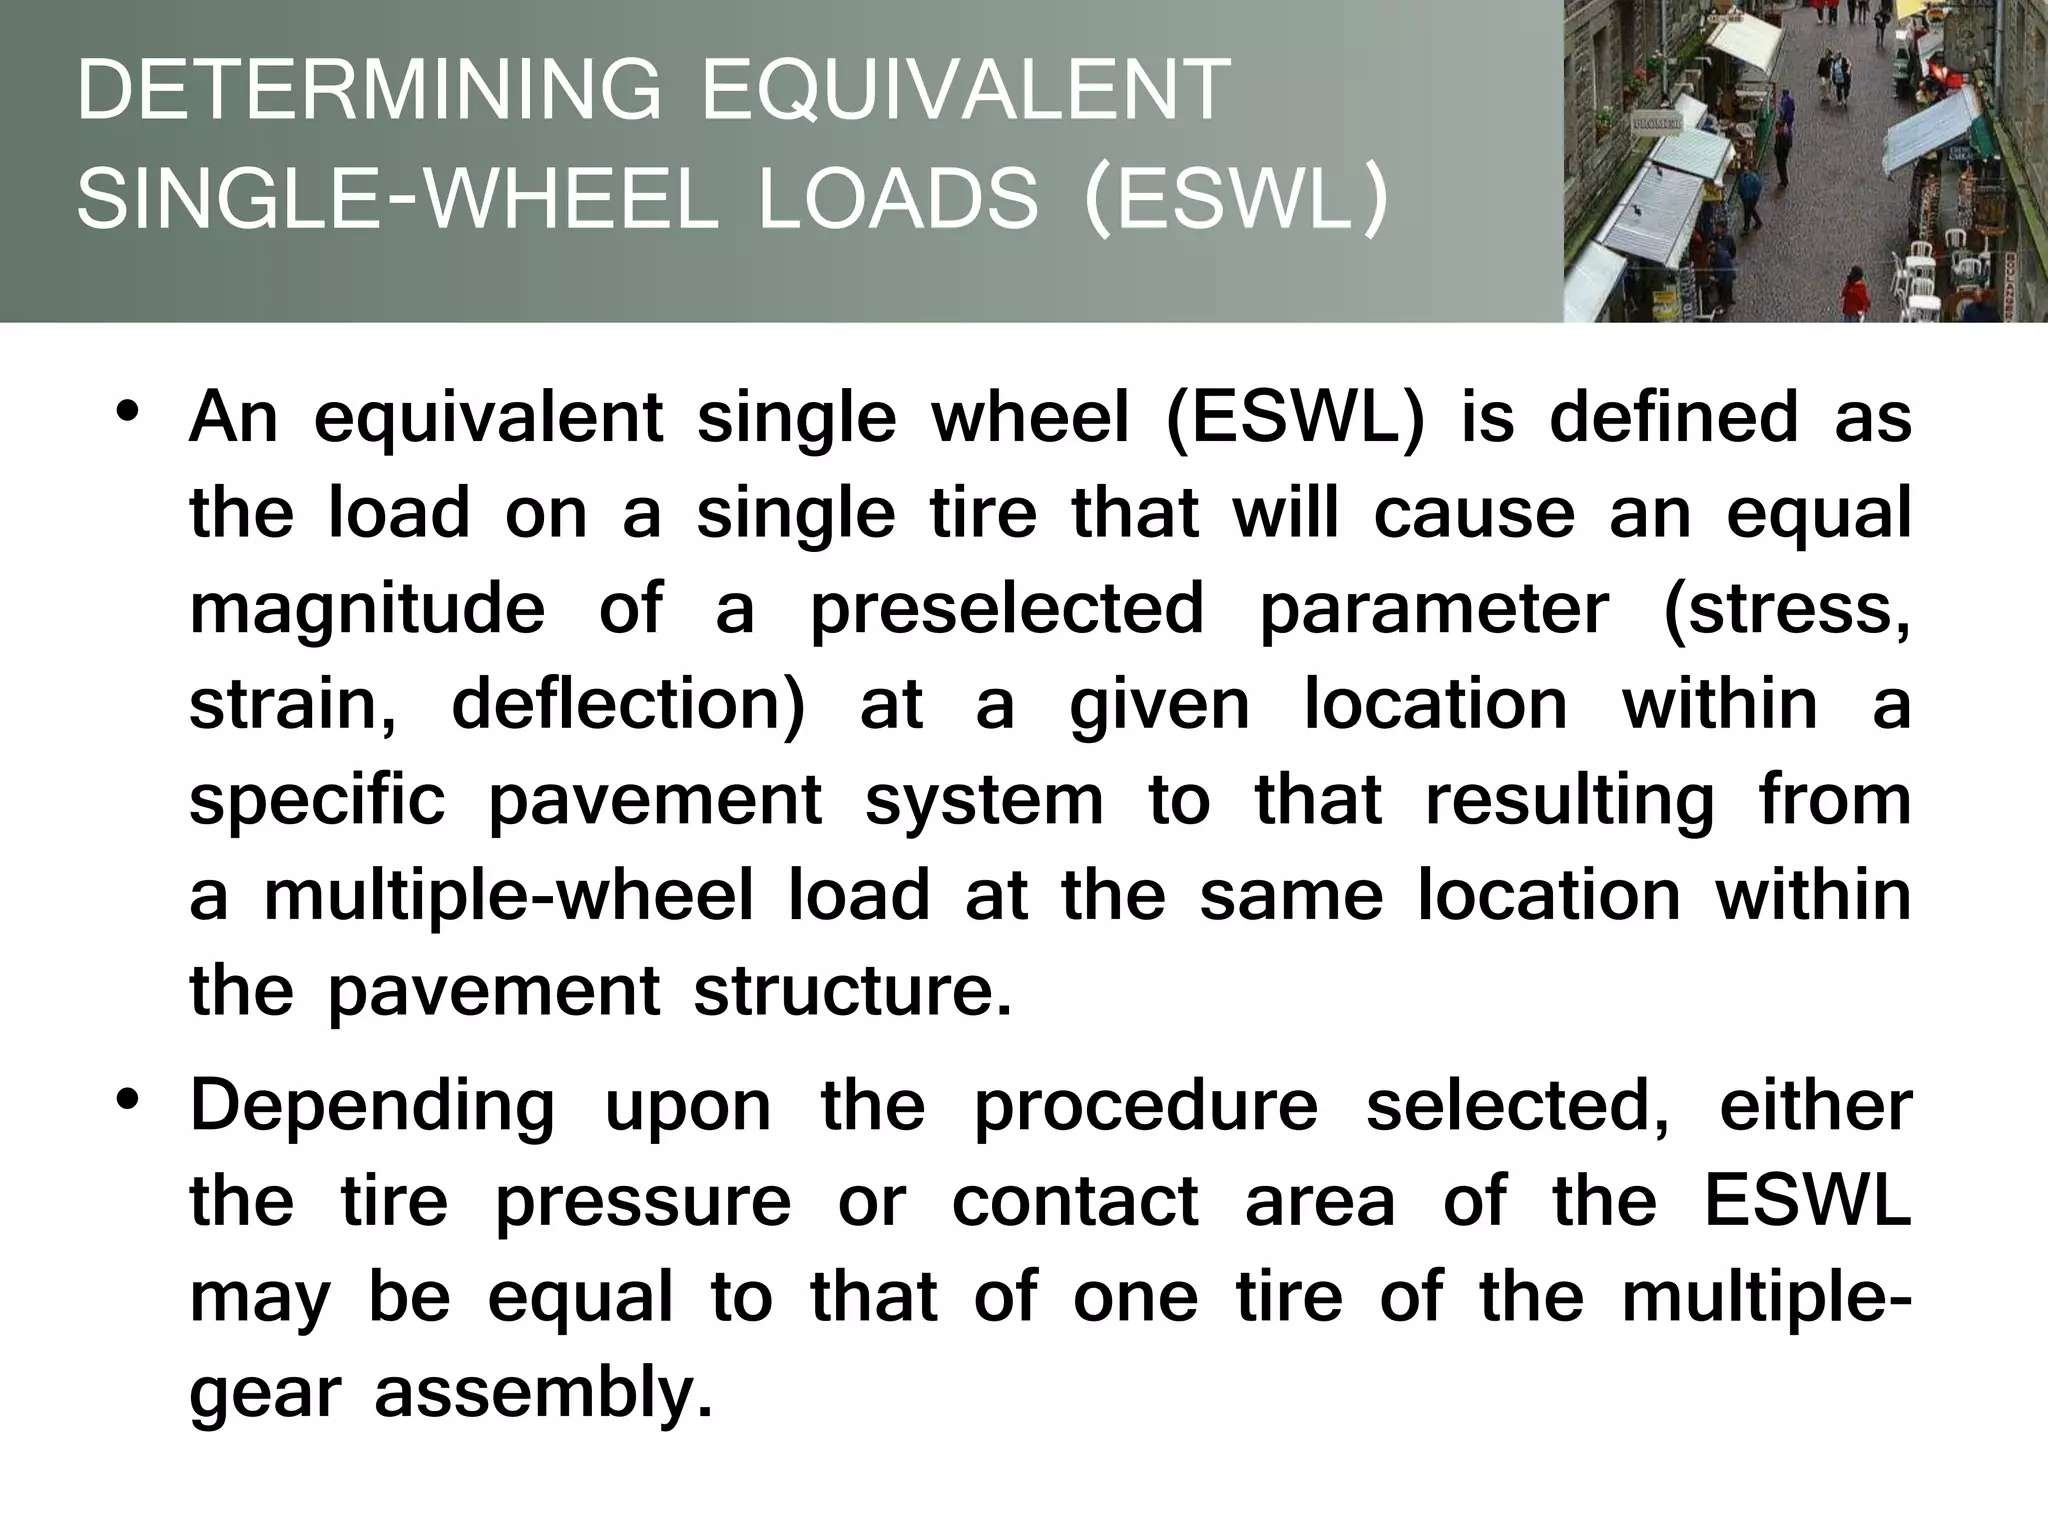 DETERMINING EQUIVALENT
SINGLE-WHEEL LOADS (ESWL)
• An equivalent single wheel (ESWL) is defined as
the load on a single tire that will cause an equal
magnitude of a preselected parameter (stress,
strain, deflection) at a given location within a
specific pavement system to that resulting from
a multiple-wheel load at the same location within
the pavement structure.
• Depending upon the procedure selected, either
the tire pressure or contact area of the ESWL
may be equal to that of one tire of the multiple-
gear assembly.